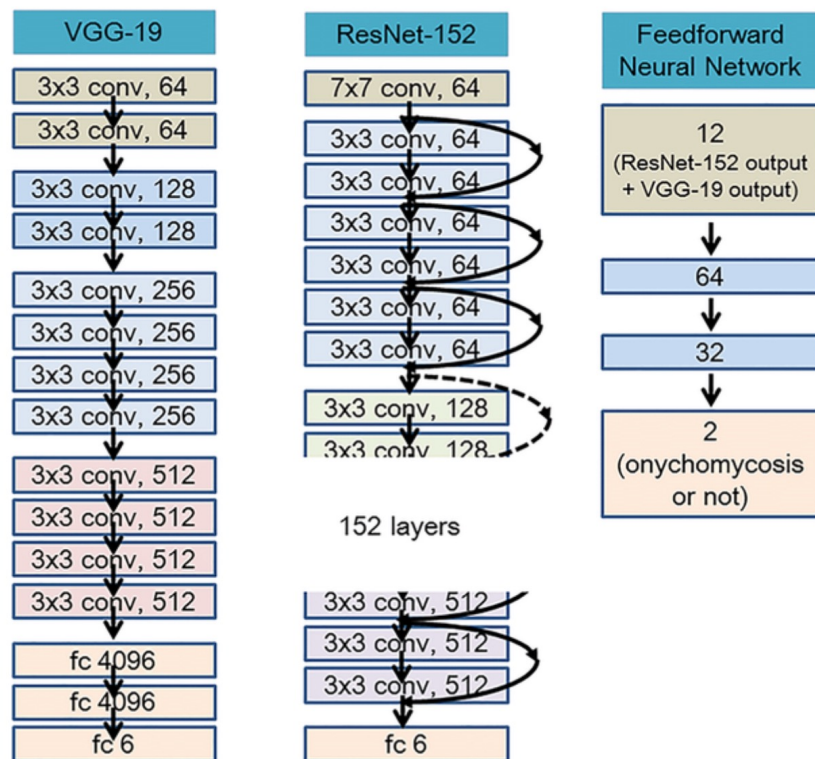 VGG-19
3x3 conv, 64
3x3 conv, 64
3x3 conv, 128
3x3 conv, 128
3x3 conv, 256
3x3 conv, 256
3x3 conv, 256
3x3 conv, 256
3x3 conv, 512
3x3 conv, 512
3x3 conv, 512
3x3 conv, 512
fc 4096
fc 4096
fc 6
ResNet-152
7x7 conv, 64
3x3 conv, 64
3x3 conv, 64
3x3 conv, 64
3x3 conv, 64
3x3 conv, 64
3x3 conv, 64
3x3 conv, 128
3x3 conv, 128
152 layers
3x3 conv, 512
3x3 conv, 512
3x3 conv, 512
fc 6
Feedforward
Neural Network
12
(ResNet-152 output
+ VGG-19 output)
64
32
2
(onychomycosis
or not)